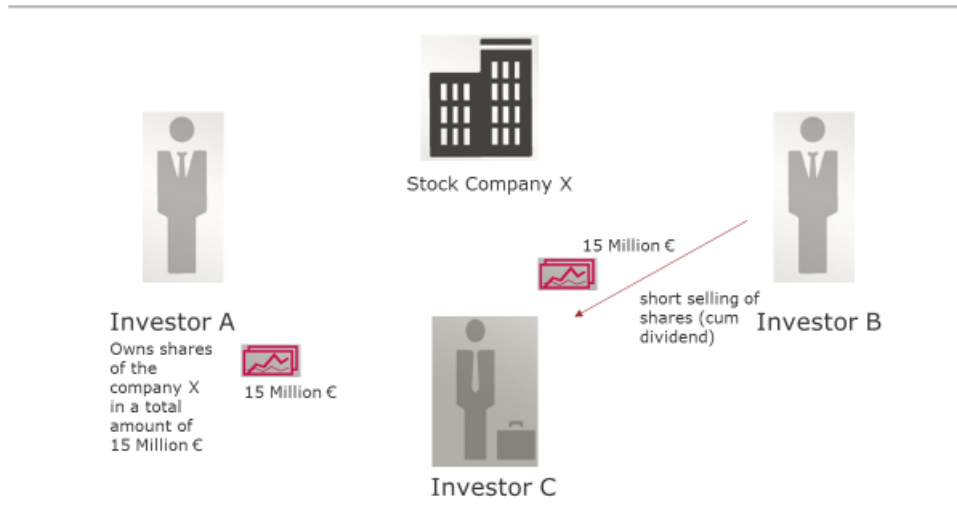 Stock Company X
15 Million €
short selling of
shares (cum
dividend)
Investor B
Investor A
Owns shares
of the
company X
in a total
amount of
15 Million €
15 Million €
Investor C